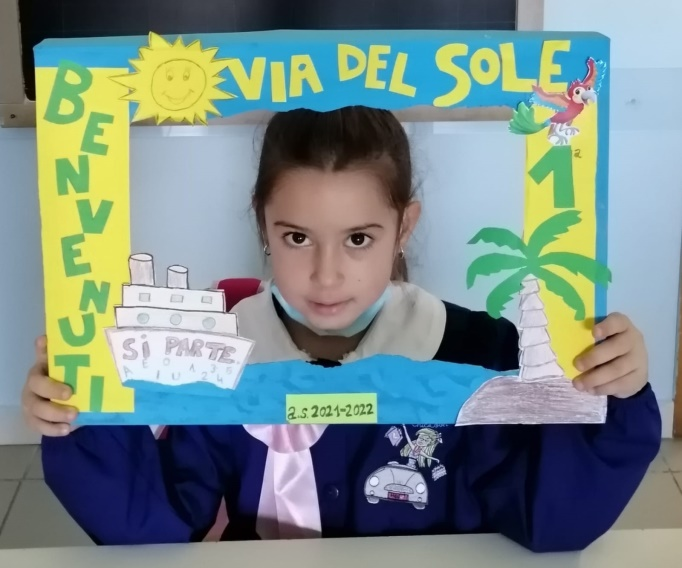 BENVENUTI
VIA DEL SOLE
1ª
SI PARTE
a.s. 2021-2022